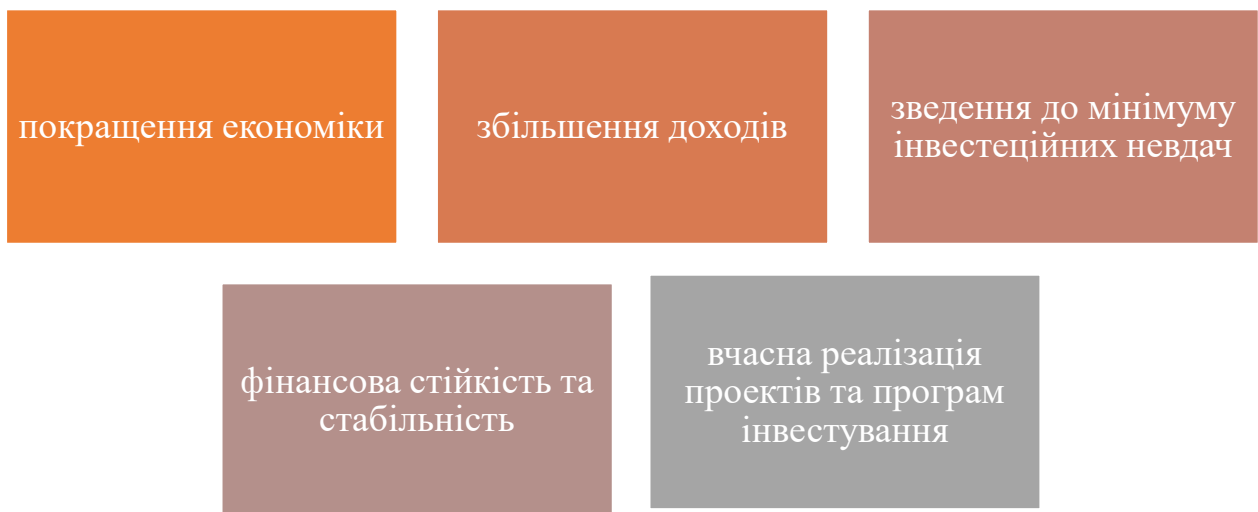 покращення економіки
збільшення доходів
зведення до мінімуму
інвестеційних невдач
фінансова стійкість та
стабільність
вчасна реалізація
проектів та програм
інвестування